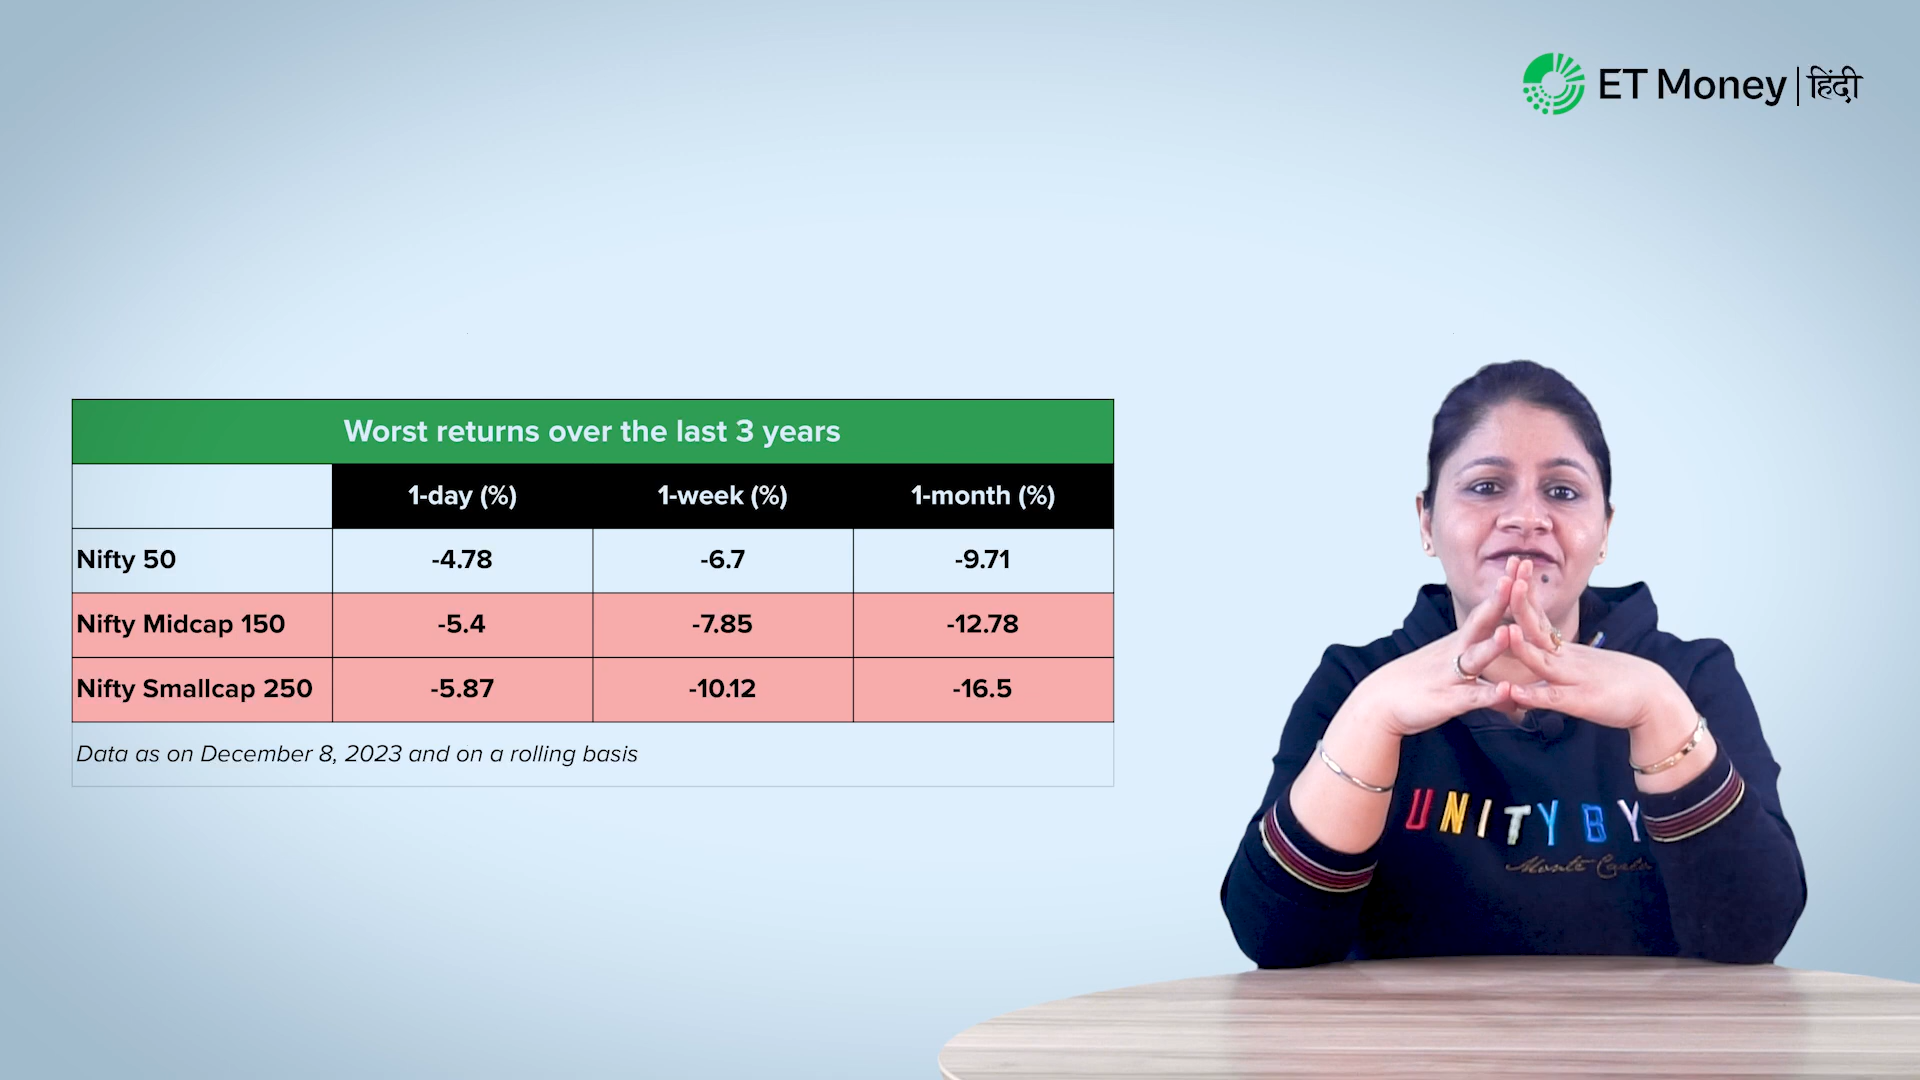 ET Money | हिंदी
Worst returns over the last 3 years
1-day (%) 1-week (%) 1-month (%)
Nifty 50 -4.78 -6.7 -9.71
Nifty Midcap 150 -5.4 -7.85 -12.78
Nifty Smallcap 250 -5.87 -10.12 -16.5
Data as on December 8, 2023 and on a rolling basis
UNITY BY
Monte Carlo